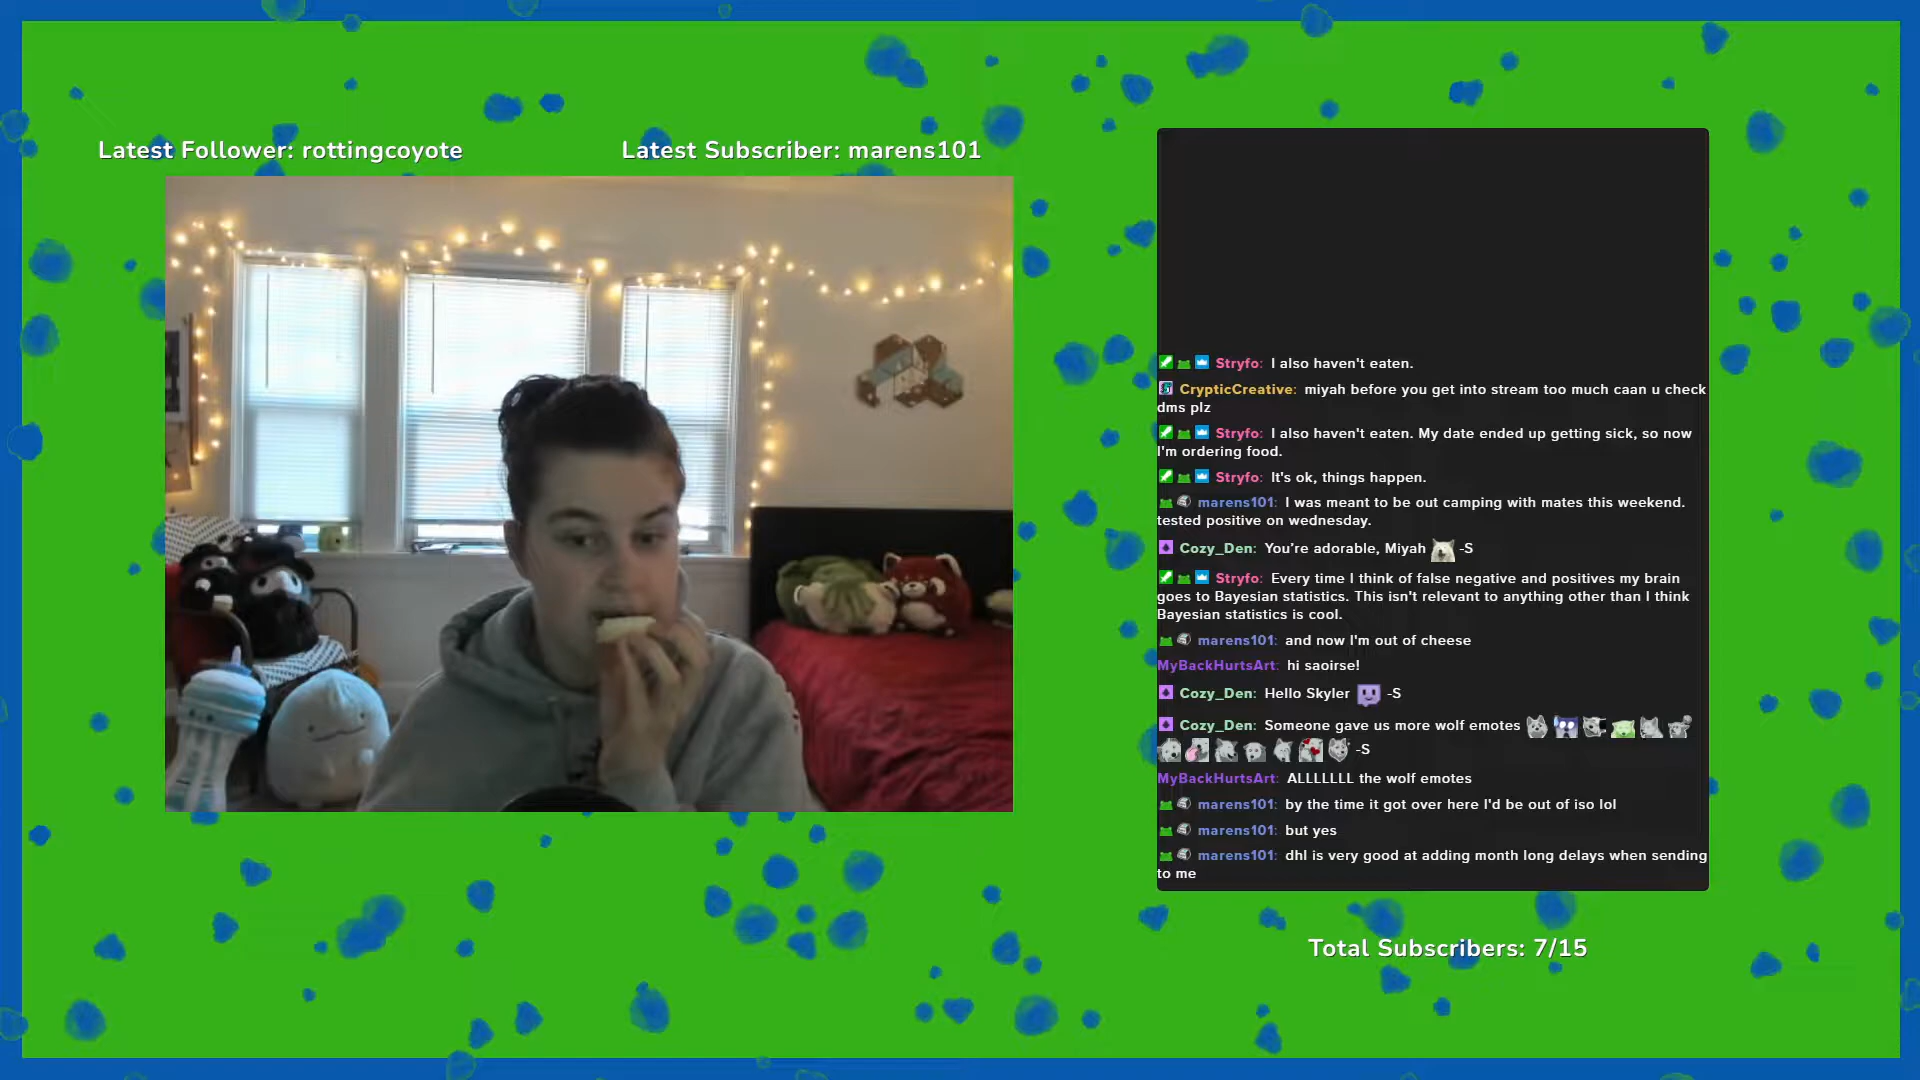 Latest Follower: rottingcoyote
Latest Subscriber: marens101
Stryfo: I also haven't eaten.
CrypticCreative: miyah before you get into stream too much caan u check
dms plz
Stryfo: I also haven't eaten. My date ended up getting sick, so now
I'm ordering food.
Stryfo: It's ok, things happen.
marens101: I was meant to be out camping with mates this weekend.
tested positive on wednesday.
Cozy_Den: You’re adorable, Miyah -S
Stryfo: Every time I think of false negative and positives my brain
goes to Bayesian statistics. This isn't relevant to anything other than I think
Bayesian statistics is cool.
marens101: and now I'm out of cheese
MyBackHurtsArt: hi saoirse!
Cozy_Den: Hello Skyler -S
Cozy_Den: Someone gave us more wolf emotes
-S
MyBackHurtsArt: ALLLLLLL the wolf emotes
marens101: by the time it got over here I'd be out of iso lol
marens101: but yes
marens101: dhl is very good at adding month long delays when sending
to me
Total Subscribers: 7/15